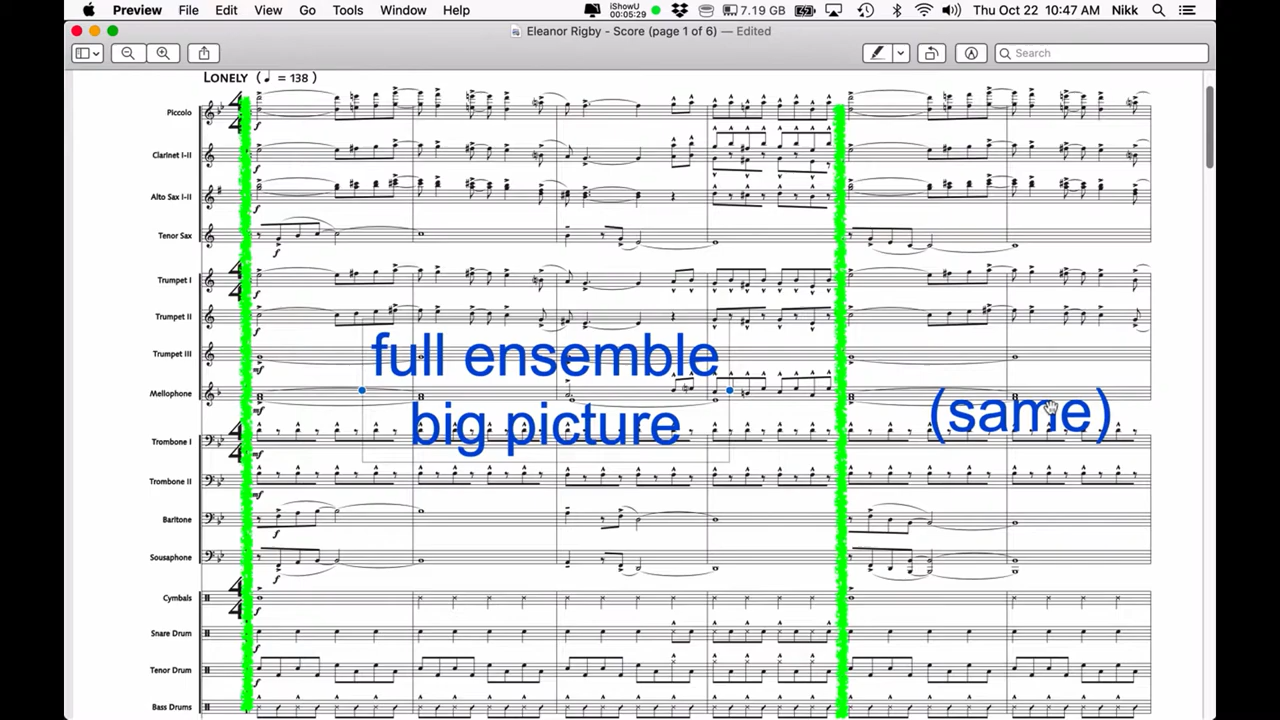 Preview File Edit View Go Tools Window Help iShowU 00:05:29 7.19 GB Thu Oct 22 10:47 AM Nikk
Eleanor Rigby - Score (page 1 of 6) — Edited
Search
LONELY ( ♩ = 138 )
Piccolo
Clarinet I-II
Alto Sax I-II
Tenor Sax
Trumpet I
Trumpet II
Trumpet III
Mellophone
full ensemble
big picture
(same)
Trombone I
Trombone II
Baritone
Sousaphone
Cymbals
Snare Drum
Tenor Drum
Bass Drums